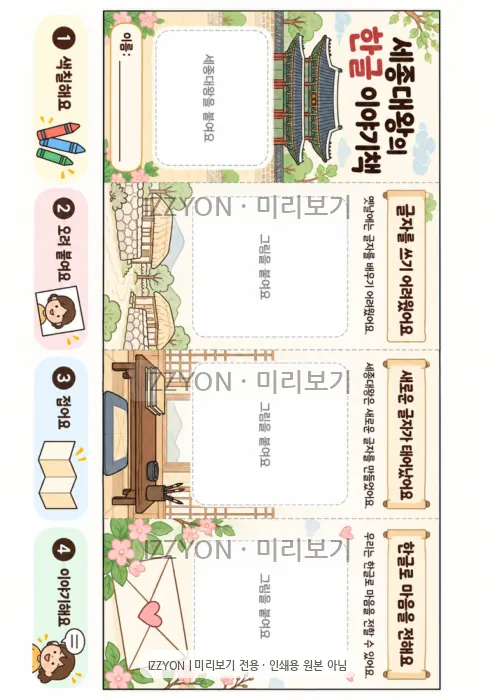 세종대왕의
한글 이야기책
세종대왕을 붙여요
이름:
글자를 쓰기 어려웠어요
옛날에는 글자를 배우기 어려웠어요.
그림을 붙여요
새로운 글자가 태어났어요
세종대왕은 새로운 글자를 만들었어요.
그림을 붙여요
한글로 마음을 전해요
우리는 한글로 마음을 전할 수 있어요.
그림을 붙여요
1 색칠해요
2 오려 붙여요
3 접어요
4 이야기해요
IZZYON · 미리보기
IZZYON · 미리보기
IZZYON · 미리보기
IZZYON | 미리보기 전용 · 인쇄용 원본 아님